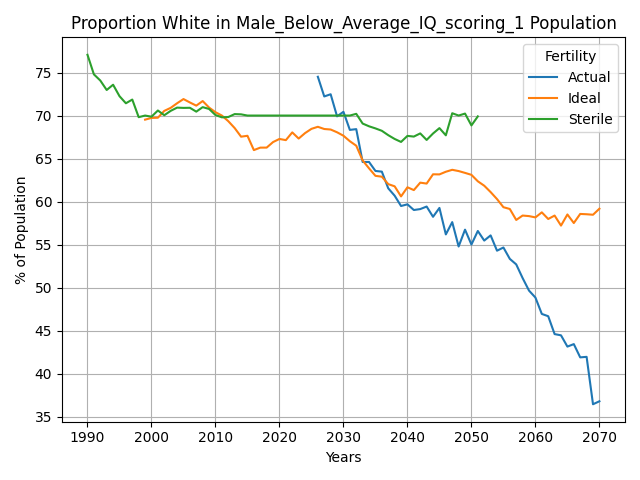 Proportion White in Male_Below_Average_IQ_scoring_1 Population
Fertility
Actual
Ideal
Sterile
% of Population
75
70
65
60
55
50
45
40
35
1990 2000 2010 2020 2030 2040 2050 2060 2070
Years